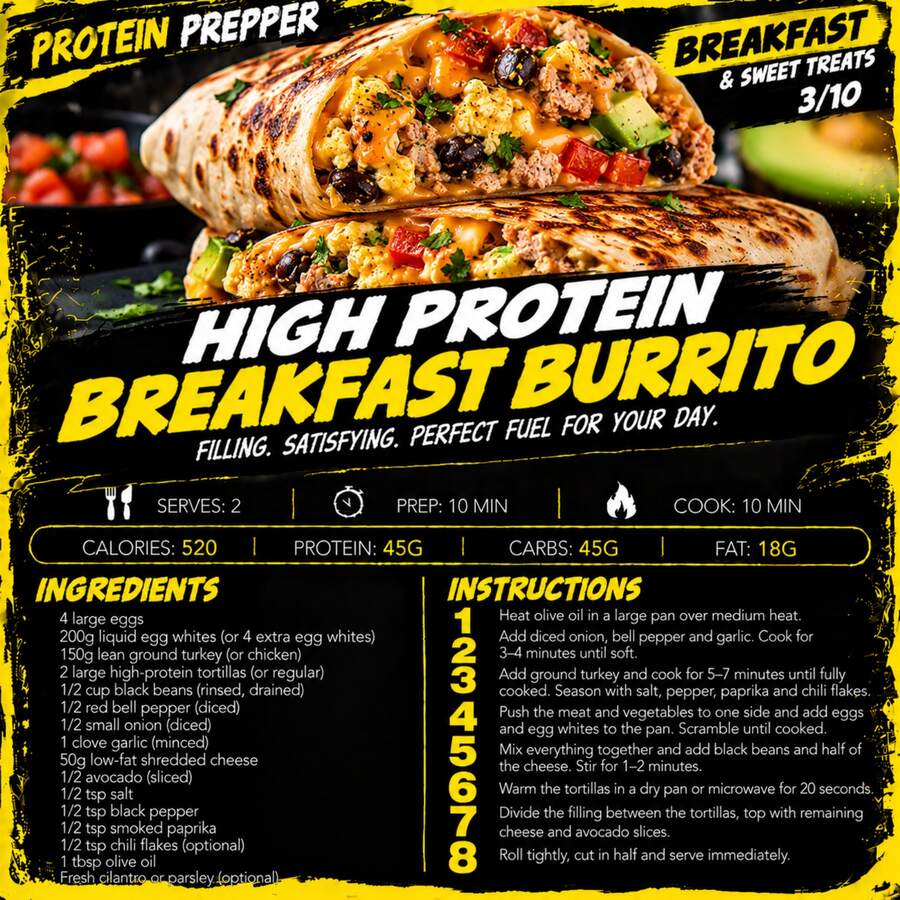 PROTEIN PREPPER
BREAKFAST
& SWEET TREATS
3/10
HIGH PROTEIN
BREAKFAST BURRITO
FILLING. SATISFYING. PERFECT FUEL FOR YOUR DAY.
SERVES: 2
PREP: 10 MIN
COOK: 10 MIN
CALORIES: 520
PROTEIN: 45G
CARBS: 45G
FAT: 18G
INGREDIENTS
4 large eggs
200g liquid egg whites (or 4 extra egg whites)
150g lean ground turkey (or chicken)
2 large high-protein tortillas (or regular)
1/2 cup black beans (rinsed, drained)
1/2 red bell pepper (diced)
1/2 small onion (diced)
1 clove garlic (minced)
50g low-fat shredded cheese
1/2 avocado (sliced)
1/2 tsp salt
1/2 tsp black pepper
1/2 tsp smoked paprika
1/2 tsp chili flakes (optional)
1 tbsp olive oil
Fresh cilantro or parsley (optional)
INSTRUCTIONS
1 Heat olive oil in a large pan over medium heat.
2 Add diced onion, bell pepper and garlic. Cook for
3–4 minutes until soft.
3 Add ground turkey and cook for 5–7 minutes until fully
cooked. Season with salt, pepper, paprika and chili flakes.
4 Push the meat and vegetables to one side and add eggs
and egg whites to the pan. Scramble until cooked.
5 Mix everything together and add black beans and half of
the cheese. Stir for 1–2 minutes.
6 Warm the tortillas in a dry pan or microwave for 20 seconds.
7 Divide the filling between the tortillas, top with remaining
cheese and avocado slices.
8 Roll tightly, cut in half and serve immediately.